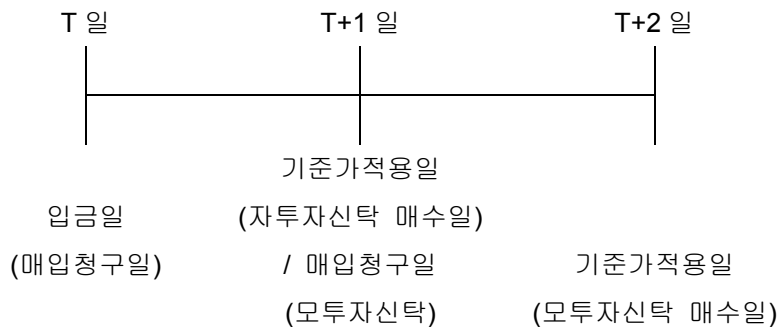 T 일 T+1 일 T+2 일
기준가적용일
입금일 (자투자신탁 매수일)
(매입청구일) / 매입청구일 기준가적용일
(모투자신탁) (모투자신탁 매수일)